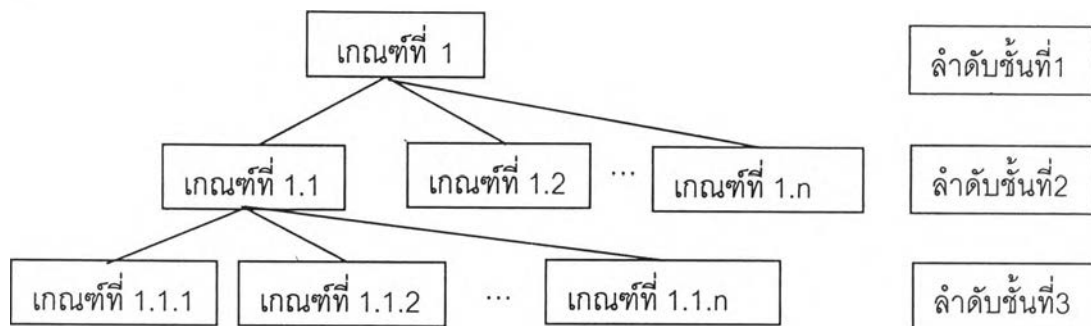 เกณฑ์ที่ 1
ลำดับชั้นที่1
เกณฑ์ที่ 1.1
เกณฑ์ที่ 1.2
...
เกณฑ์ที่ 1.n
ลำดับชั้นที่2
เกณฑ์ที่ 1.1.1
เกณฑ์ที่ 1.1.2
...
เกณฑ์ที่ 1.1.n
ลำดับชั้นที่3